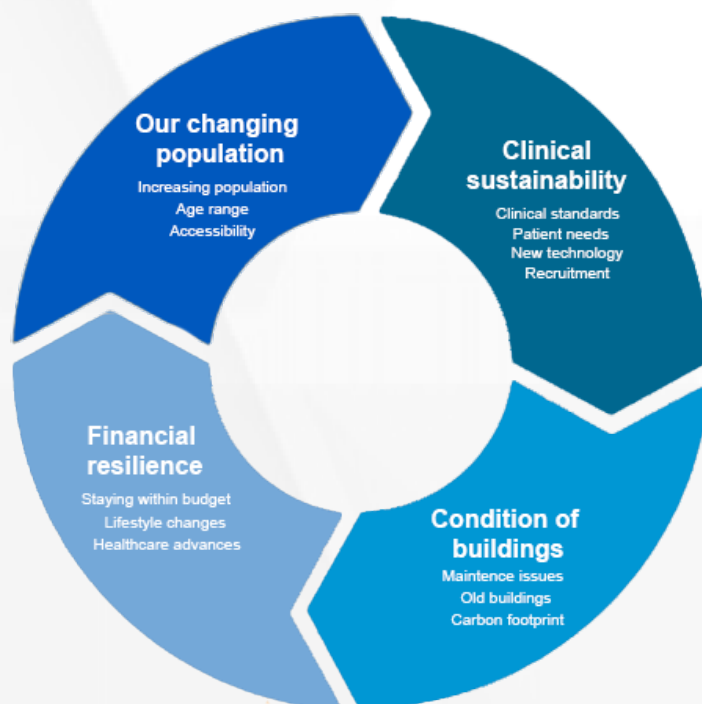 Our changing
population
Increasing population
Age range
Accessibility
Clinical
sustainability
Clinical standards
Patient needs
New technology
Recruitment
Condition of
buildings
Maintence issues
Old buildings
Carbon footprint
Financial
resilience
Staying within budget
Lifestyle changes
Healthcare advances